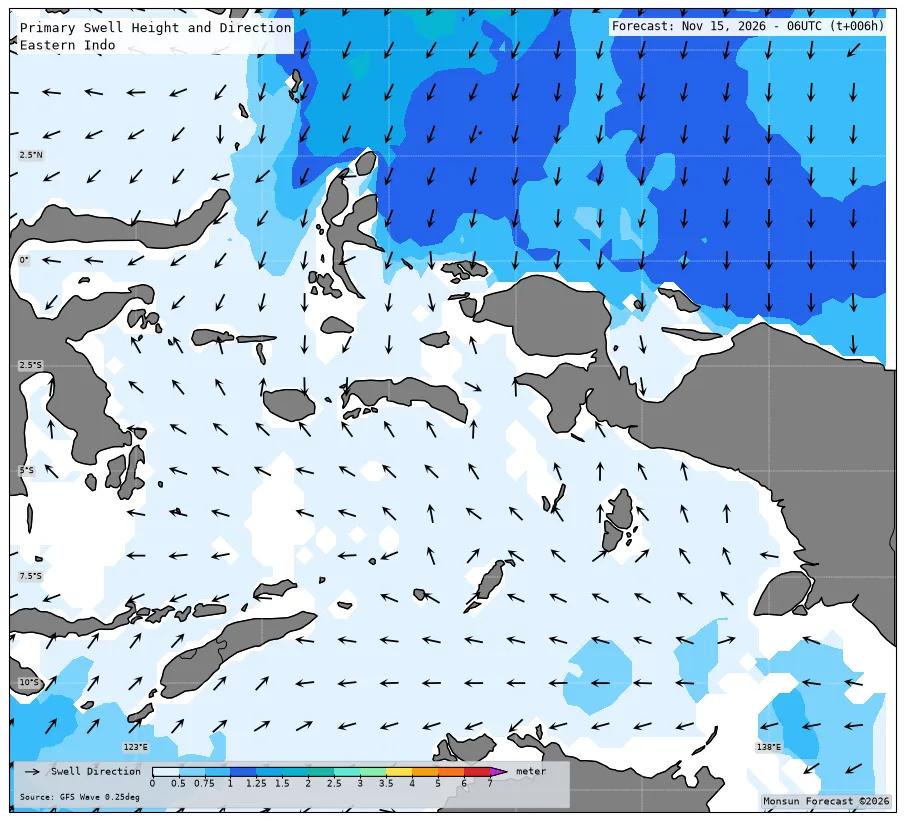 Primary Swell Height and Direction
Eastern Indo
Forecast: Nov 15, 2026 - 06UTC (t+006h)
2.5°N
0°
2.5°S
5°S
7.5°S
10°S
123°E
138°E
Swell Direction
0 0.5 0.75 1 1.25 1.5 2 2.5 3 3.5 4 5 6 7
meter
Source: GFS Wave 0.25deg
Monsun Forecast ©2026